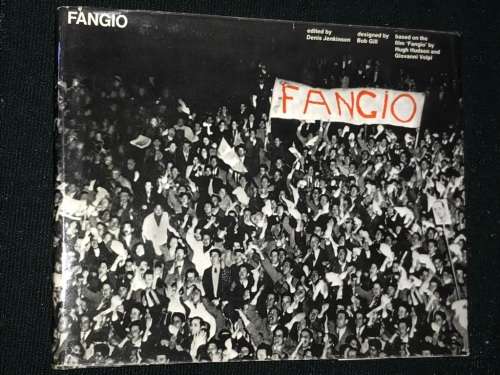 FANGIO
edited by
Denis Jenkinson
designed by
Bob Gill
based on the
film 'Fangio' by
Hugh Hudson and
Giovanni Volpi
FANGIO